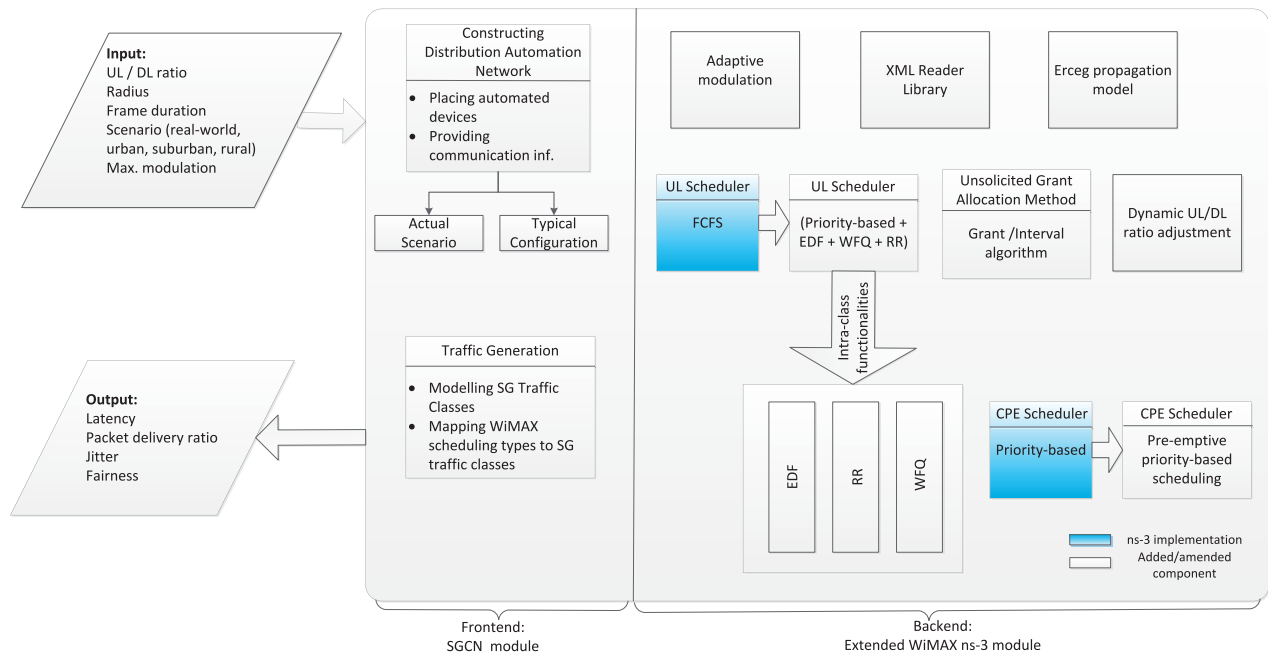 Input:
UL / DL ratio
Radius
Frame duration
Scenario (real-world,
urban, suburban, rural)
Max. modulation
Output:
Latency
Packet delivery ratio
Jitter
Fairness
Constructing
Distribution Automation
Network
• Placing automated
devices
• Providing
communication inf.
Actual
Scenario
Typical
Configuration
Traffic Generation
• Modelling SG Traffic
Classes
• Mapping WiMAX
scheduling types to SG
traffic classes
Adaptive
modulation
XML Reader
Library
Erceg propagation
model
UL Scheduler
FCFS
UL Scheduler
(Priority-based +
EDF + WFQ + RR)
Unsolicited Grant
Allocation Method
Grant /Interval
algorithm
Dynamic UL/DL
ratio adjustment
Intra-class
functionalities
EDF
RR
WFQ
CPE Scheduler
Priority-based
CPE Scheduler
Pre-emptive
priority-based
scheduling
ns-3 implementation
Added/amended
component
Frontend:
SGCN module
Backend:
Extended WiMAX ns-3 module